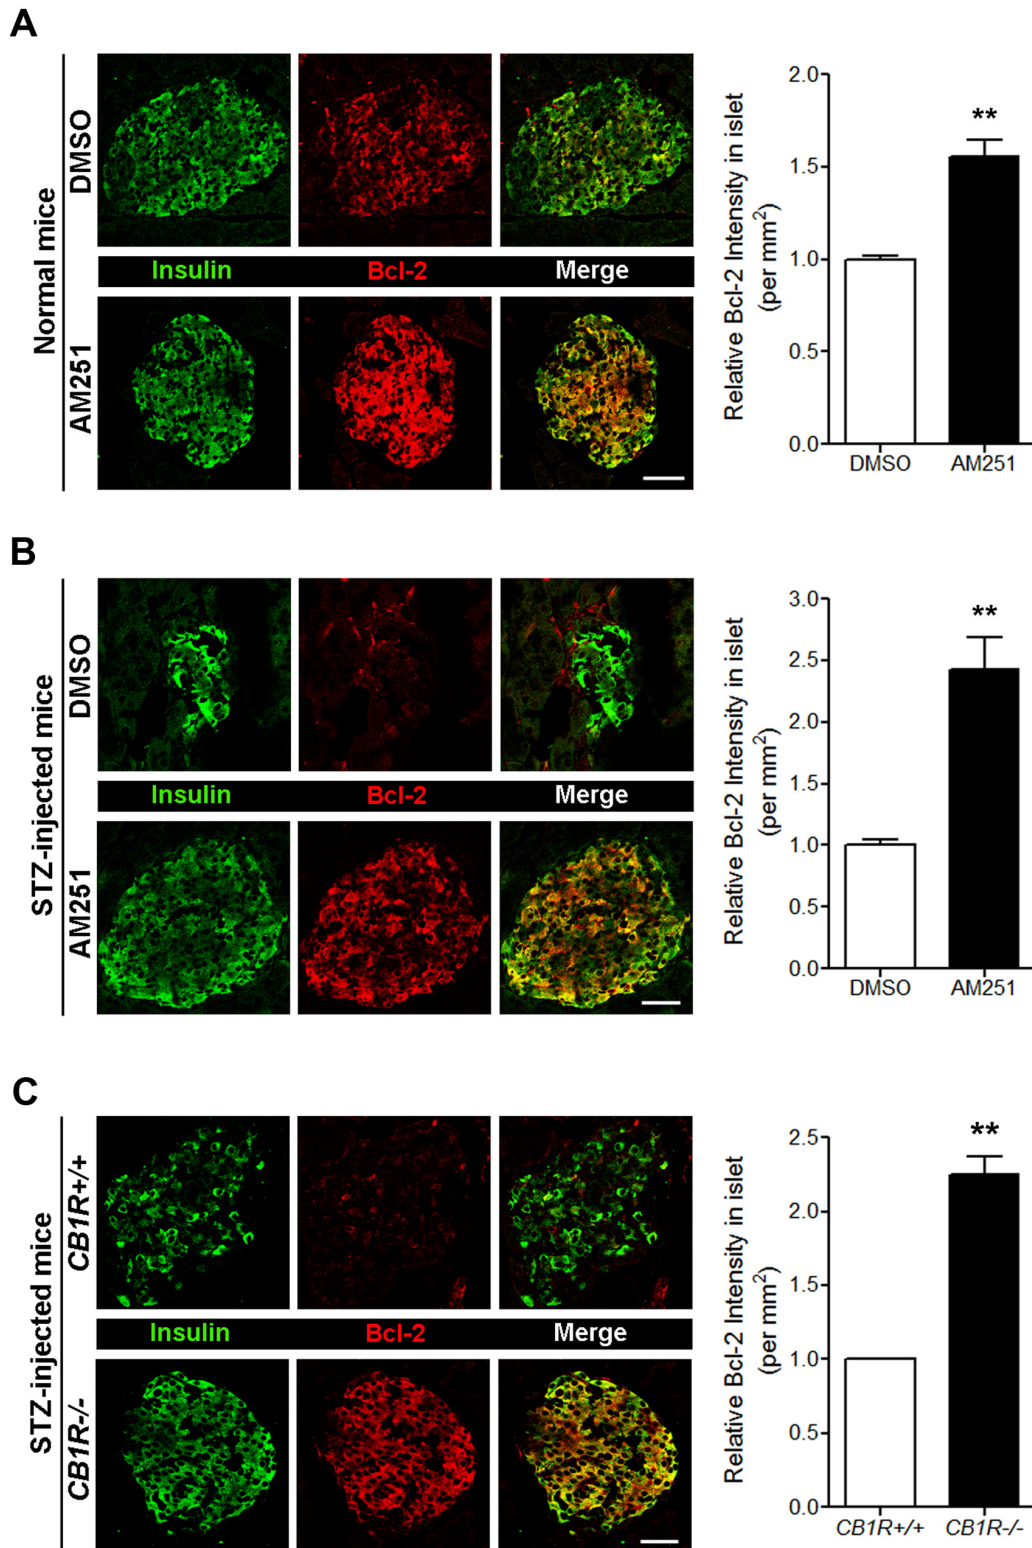 A
Normal mice
DMSO
Insulin Bcl-2 Merge
AM251
Relative Bcl-2 Intensity in islet
(per mm²)
2.0
**
1.5
1.0
0.5
0.0
DMSO AM251
B
STZ-injected mice
DMSO
Insulin Bcl-2 Merge
AM251
Relative Bcl-2 Intensity in islet
(per mm²)
3.0
**
2.5
2.0
1.5
1.0
0.5
0.0
DMSO AM251
C
STZ-injected mice
CB1R+/+
Insulin Bcl-2 Merge
CB1R-/-
Relative Bcl-2 Intensity in islet
(per mm²)
2.5
**
2.0
1.5
1.0
0.5
0.0
CB1R+/+ CB1R-/-